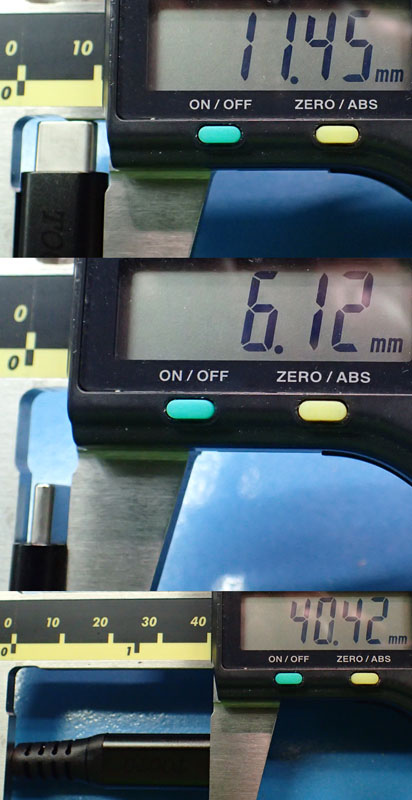 0 10
11.45 mm
0
ON / OFF ZERO / ABS
0
6.12 mm
0
ON / OFF ZERO / ABS
0 10 20 30 40
40.42 mm
0 1
ON / OFF ZERO / ABS